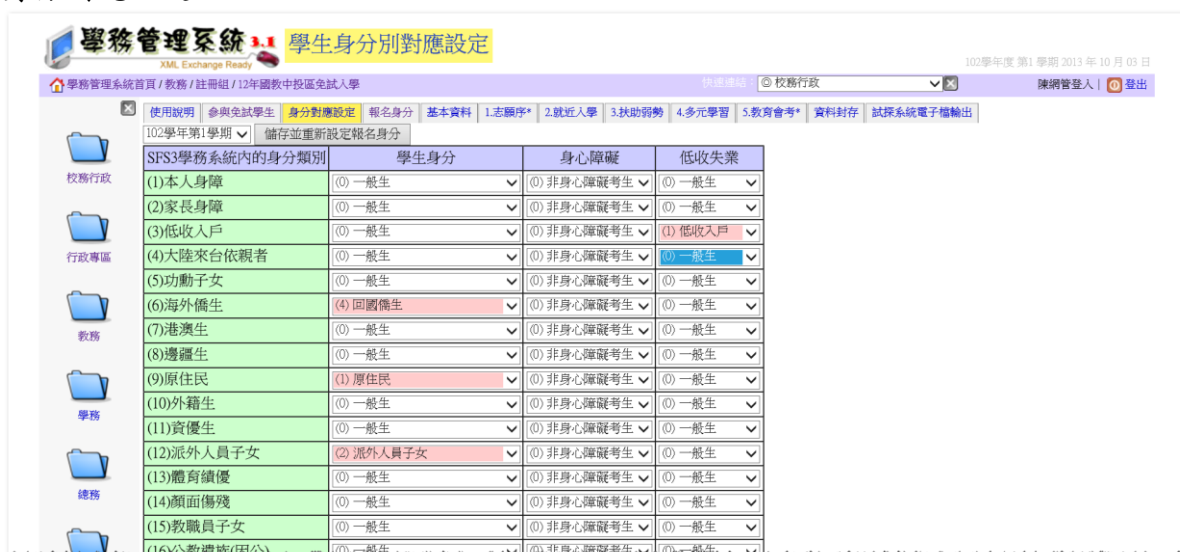 學務管理系統 3.1 學生身分別對應設定
XML Exchange Ready
102學年度 第1 學期 2013 年 10 月 03 日
學務管理系統首頁 / 教務 / 註冊組 / 12年國教中投區免試入學 快速連結： ◎ 校務行政 陳網管登入| 登出
使用說明 參與免試學生 身分對應設定 報名身分 基本資料 1.志願序* 2.就近入學 3.扶助弱勢 4.多元學習 5.教育會考* 資料封存 試探系統電子檔輸出
102學年第1學期 儲存並重新設定報名身分
SFS3學務系統內的身分類別 學生身分 身心障礙 低收失業
(1)本人身障 (0) 一般生 (0) 非身心障礙考生 (0) 一般生
(2)家長身障 (0) 一般生 (0) 非身心障礙考生 (0) 一般生
(3)低收入戶 (0) 一般生 (0) 非身心障礙考生 (1) 低收入戶
(4)大陸來台依親者 (0) 一般生 (0) 非身心障礙考生 (0) 一般生
(5)功勳子女 (0) 一般生 (0) 非身心障礙考生 (0) 一般生
(6)海外僑生 (4) 回國僑生 (0) 非身心障礙考生 (0) 一般生
(7)港澳生 (0) 一般生 (0) 非身心障礙考生 (0) 一般生
(8)邊疆生 (0) 一般生 (0) 非身心障礙考生 (0) 一般生
(9)原住民 (1) 原住民 (0) 非身心障礙考生 (0) 一般生
(10)外籍生 (0) 一般生 (0) 非身心障礙考生 (0) 一般生
(11)資優生 (0) 一般生 (0) 非身心障礙考生 (0) 一般生
(12)派外人員子女 (2) 派外人員子女 (0) 非身心障礙考生 (0) 一般生
(13)體育績優 (0) 一般生 (0) 非身心障礙考生 (0) 一般生
(14)顏面傷殘 (0) 一般生 (0) 非身心障礙考生 (0) 一般生
(15)教職員子女 (0) 一般生 (0) 非身心障礙考生 (0) 一般生
(16)公教遺族(因公)
校務行政
行政專區
教務
學務
總務